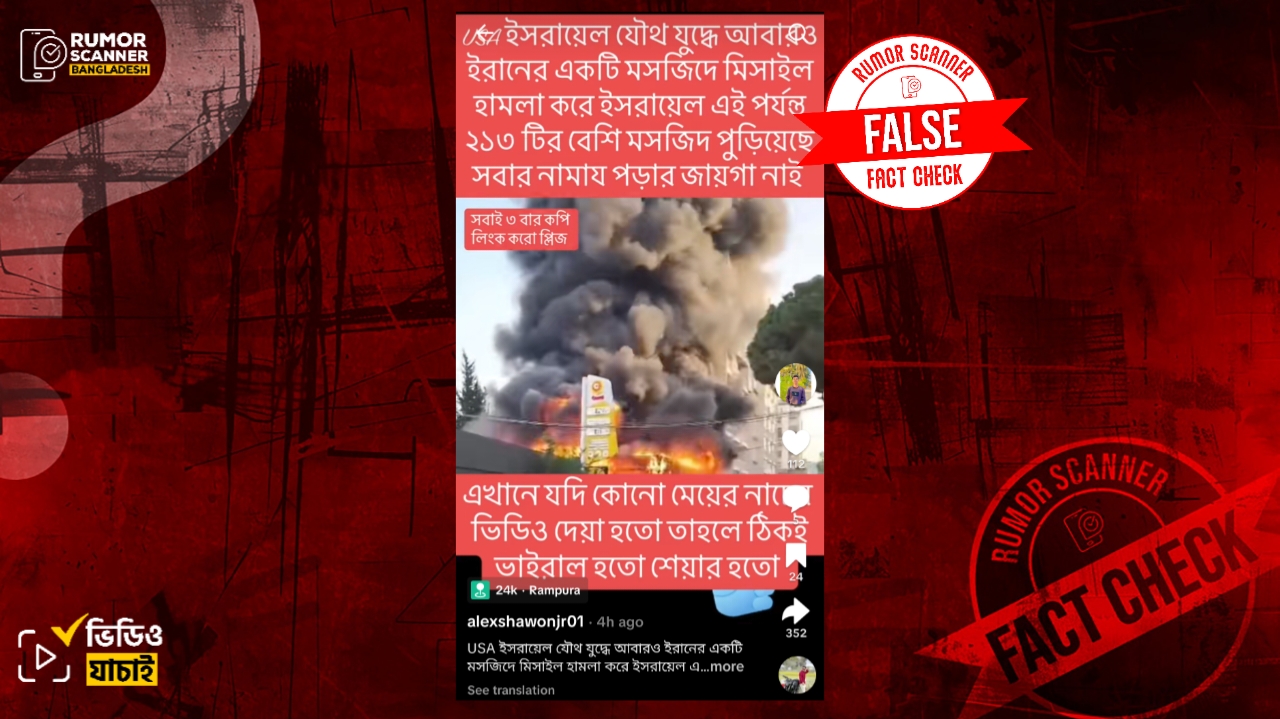 RUMOR
SCANNER
BANGLADESH
USA ইসরায়েল যৌথ যুদ্ধে আবারও
ইরানের একটি মসজিদে মিসাইল
হামলা করে ইসরায়েল এই পর্যন্ত
২১৩ টির বেশি মসজিদ পুড়িয়েছে
সবার নামায পড়ার জায়গা নাই
RUMOR SCANNER
FALSE
FACT CHECK
সবাই ৩ বার কপি
লিংক করো প্লিজ
112
এখানে যদি কোনো মেয়ের
ভিডিও দেয়া হতো তাহলে ঠিকই
ভাইরাল হতো শেয়ার হতো
24
24k · Rampura
alexshawonjr01 · 4h ago
352
USA ইসরায়েল যৌথ যুদ্ধে আবারও ইরানের একটি
মসজিদে মিসাইল হামলা করে ইসরায়েল এ...more
See translation
ভিডিও
যাচাই
RUMOR SCANNER
FACT CHECK